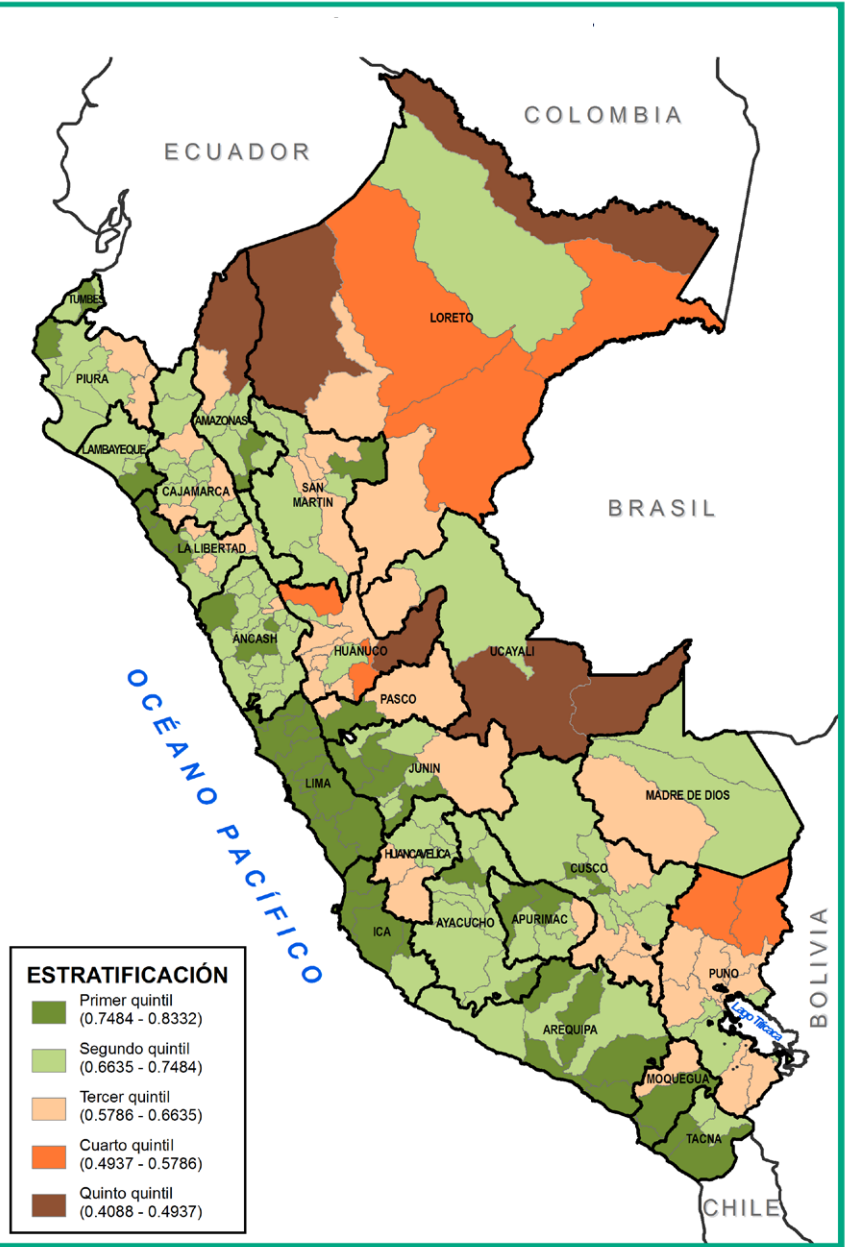 COLOMBIA
ECUADOR
LORETO
TUMBES
PIURA
AMAZONAS
LAMBAYEQUE
CAJAMARCA
SAN
MARTIN
BRASIL
LA LIBERTAD
ÁNCASH
HUÁNUCO
UCAYALI
PASCO
OCÉANO PACÍFICO
LIMA
JUNIN
MADRE DE DIOS
HUANCAVELICA
CUSCO
ICA
AYACUCHO
APURIMAC
BOLIVIA
PUNO
Lago Titicaca
AREQUIPA
MOQUEGUA
TACNA
CHILE
ESTRATIFICACIÓN
Primer quintil
(0.7484 - 0.8332)
Segundo quintil
(0.6635 - 0.7484)
Tercer quintil
(0.5786 - 0.6635)
Cuarto quintil
(0.4937 - 0.5786)
Quinto quintil
(0.4088 - 0.4937)